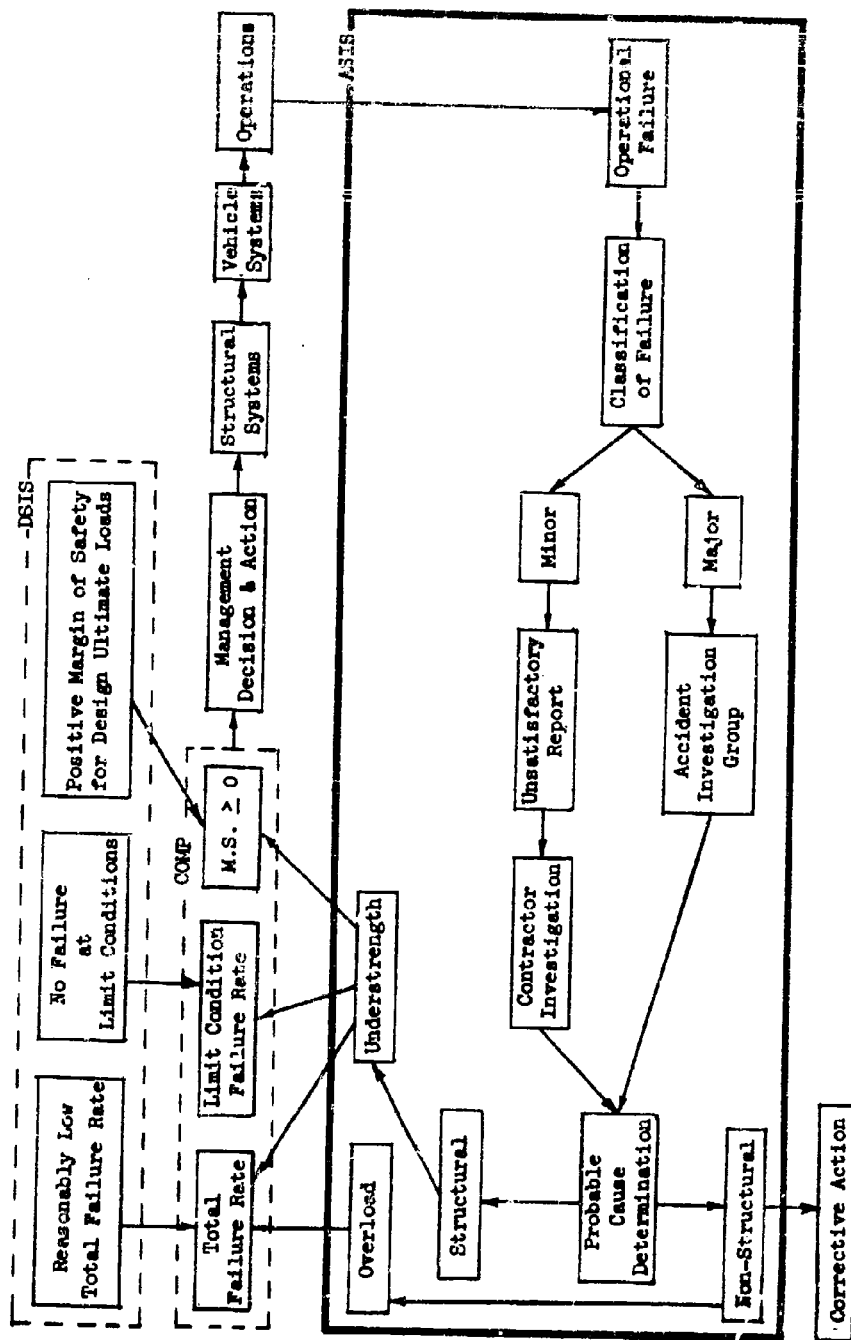 DSIS
Reasonably Low
Total Failure Rate
No Failure
at
Limit Conditions
Positive Margin of Safety
for Design Ultimate Loads
COMP
Total
Failure Rate
Limit Condition
Failure Rate
M.S. ≥ 0
Management
Decision & Action
Structural
Systems
Vehicle
Systems
Operations
ASIS
Overload
Understrength
Structural
Probable
Cause
Determination
Non-Structural
Contractor
Investigation
Unsatisfactory
Report
Minor
Classification
of Failure
Operational
Failure
Accident
Investigation
Group
Major
Corrective Action